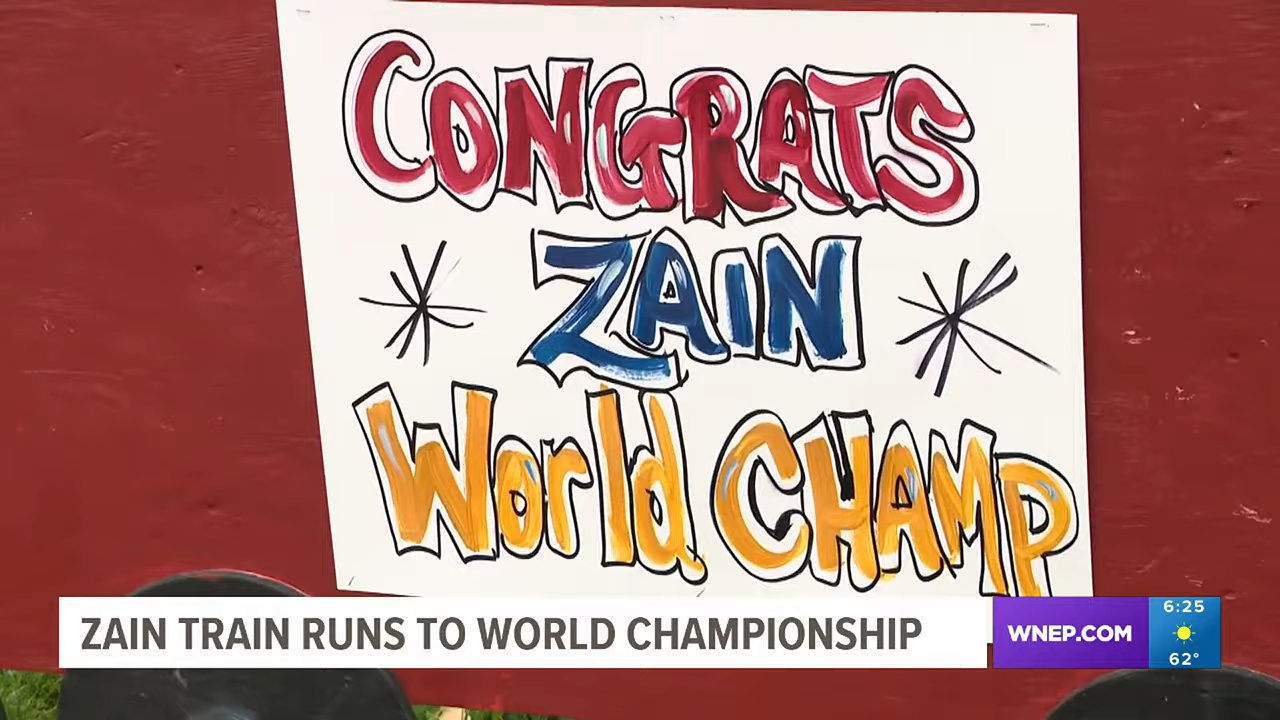 CONGRATS
ZAIN
World CHAMP
ZAIN TRAIN RUNS TO WORLD CHAMPIONSHIP
WNEP.COM
6:25
62°